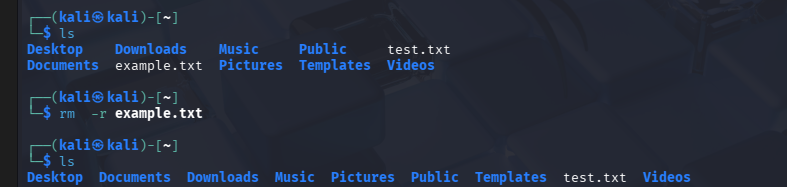 ┌──(kali㉿kali)-[~]
└─$ ls
Desktop    Downloads    Music     Public     test.txt
Documents  example.txt  Pictures  Templates  Videos
┌──(kali㉿kali)-[~]
└─$ rm  -r example.txt
┌──(kali㉿kali)-[~]
└─$ ls
Desktop  Documents  Downloads  Music  Pictures  Public  Templates  test.txt  Videos